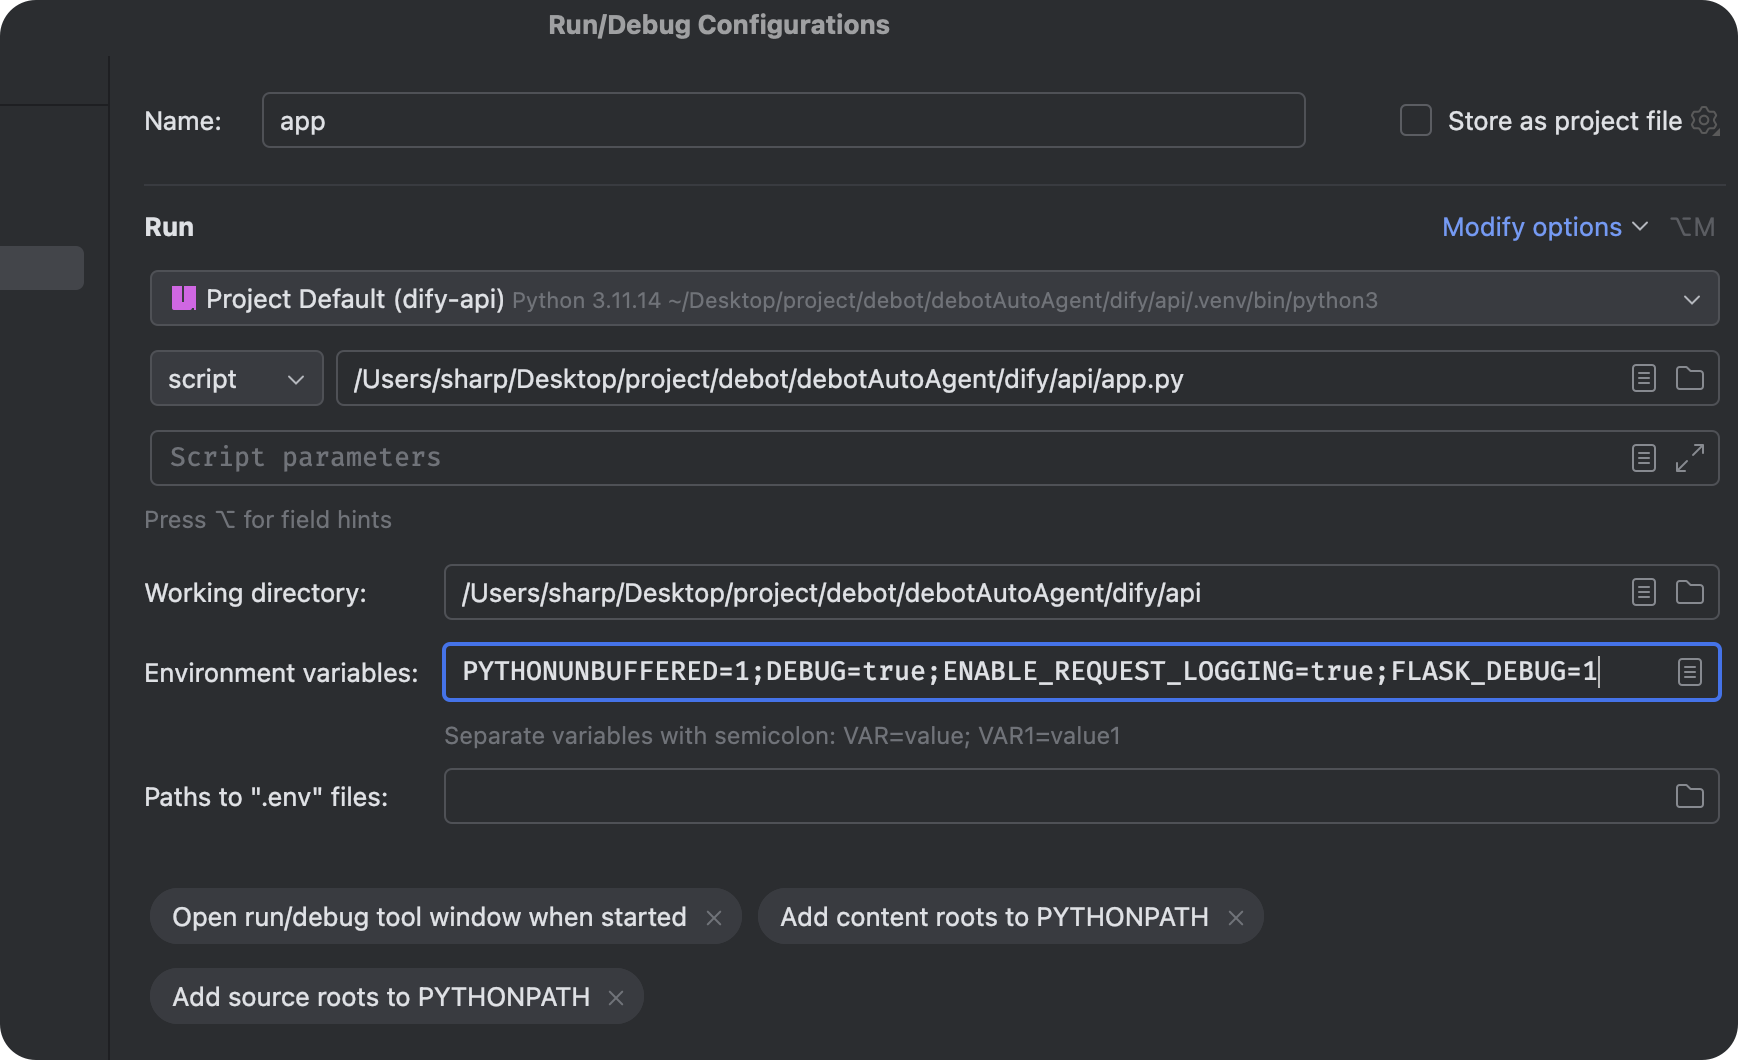 Run/Debug Configurations
Name: app Store as project file
Run Modify options ⌥M
Project Default (dify-api) Python 3.11.14 ~/Desktop/project/debot/debotAutoAgent/dify/api/.venv/bin/python3
script /Users/sharp/Desktop/project/debot/debotAutoAgent/dify/api/app.py
Script parameters
Press ⌥ for field hints
Working directory: /Users/sharp/Desktop/project/debot/debotAutoAgent/dify/api
Environment variables: PYTHONUNBUFFERED=1;DEBUG=true;ENABLE_REQUEST_LOGGING=true;FLASK_DEBUG=1
Separate variables with semicolon: VAR=value; VAR1=value1
Paths to ".env" files:
Open run/debug tool window when started × Add content roots to PYTHONPATH ×
Add source roots to PYTHONPATH ×